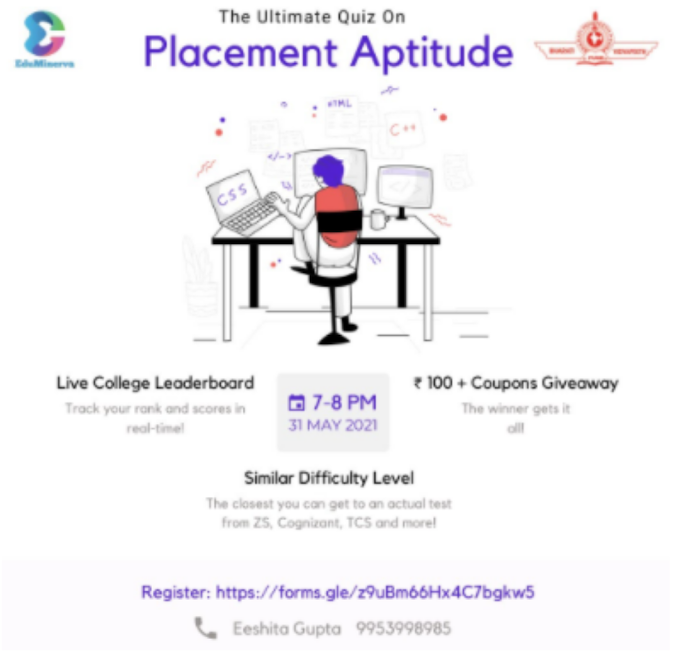 The Ultimate Quiz On
Placement Aptitude
EduMinerva
BHARATI VIDYAPEETH
PUNE
HTML
C++
</->
CSS
Live College Leaderboard
Track your rank and scores in
real-time!
7-8 PM
31 MAY 2021
₹ 100 + Coupons Giveaway
The winner gets it
all!
Similar Difficulty Level
The closest you can get to an actual test
from ZS, Cognizant, TCS and more!
Register: https://forms.gle/z9uBm66Hx4C7bgkw5
Eeshita Gupta 9953998985